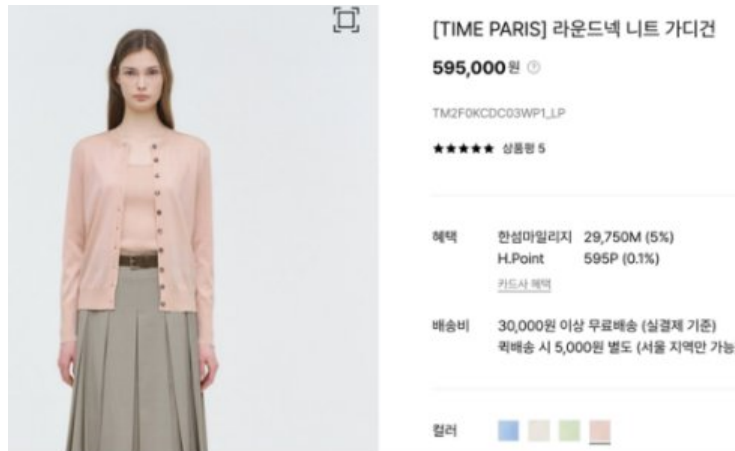 [TIME PARIS] 라운드넥 니트 가디건
595,000원 ?
TM2F0KCDC03WP1_LP
★★★★★ 상품평 5
혜택 한섬마일리지 29,750M (5%)
H.Point 595P (0.1%)
카드사 혜택
배송비 30,000원 이상 무료배송 (실결제 기준)
퀵배송 시 5,000원 별도 (서울 지역만 가능
컬러